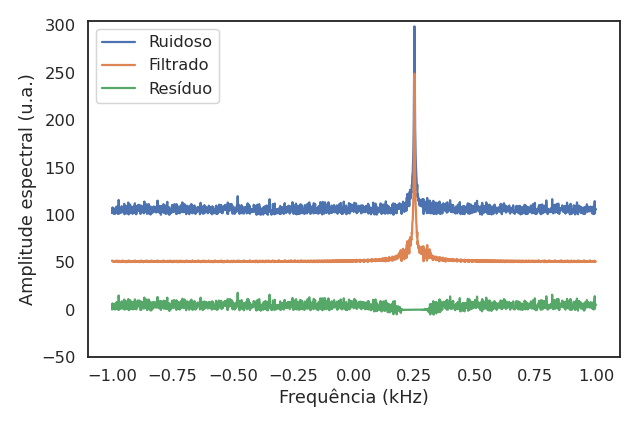 300
250
200
150
100
50
0
−50
Amplitude espectral (u.a.)
Ruidoso
Filtrado
Resíduo
−1.00 −0.75 −0.50 −0.25 0.00 0.25 0.50 0.75 1.00
Frequência (kHz)